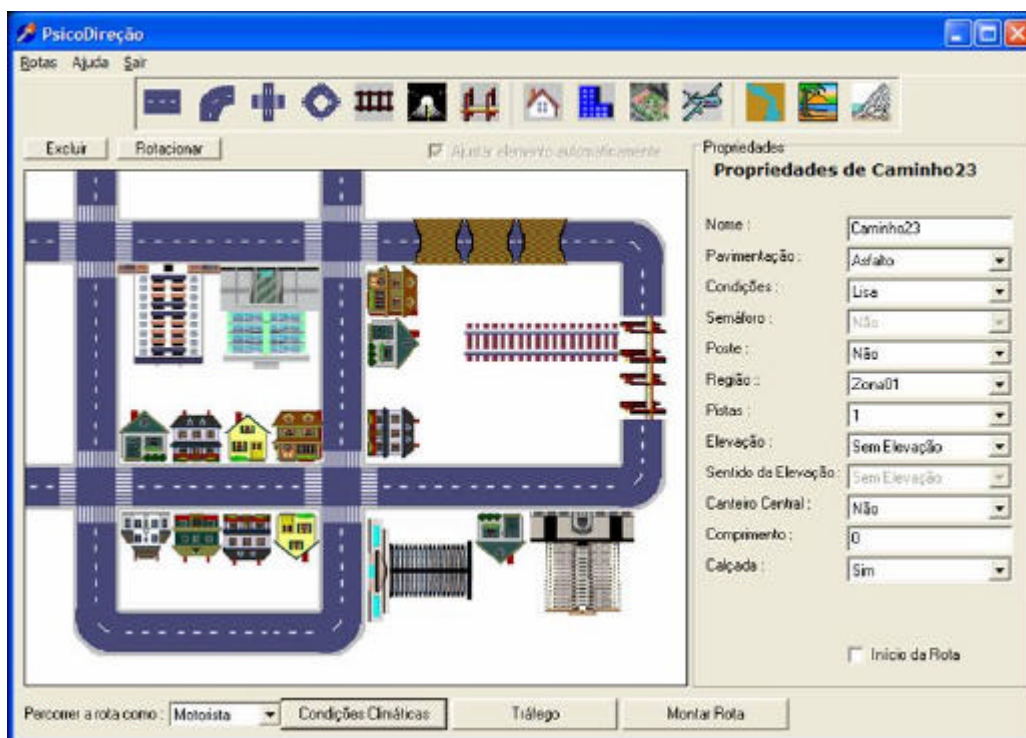 PsicoDireção
Rotas Ajuda Sair
Excluir Rotacionar Ajustar elemento automaticamente Propriedades
Propriedades de Caminho23
Nome : Caminho23
Pavimentação : Asfalto
Condições : Lisa
Semáforo : Não
Poste : Não
Região : Zona01
Pistas : 1
Elevação : Sem Elevação
Sentido da Elevação : Sem Elevação
Canteiro Central : Não
Comprimento : 0
Calçada : Sim
Início da Rota
Percorrer a rota como : Motorista Condições Climáticas Tráfego Montar Rota